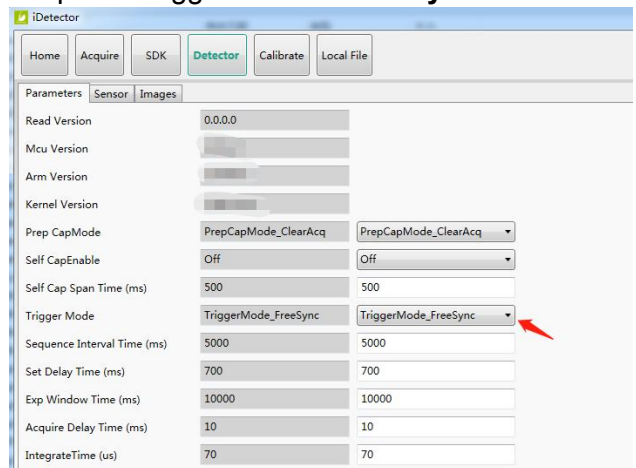 iDetector
Home Acquire SDK Detector Calibrate Local File
Parameters Sensor Images
Read Version 0.0.0.0
Mcu Version
Arm Version
Kernel Version
Prep CapMode PrepCapMode_ClearAcq PrepCapMode_ClearAcq
Self CapEnable Off Off
Self Cap Span Time (ms) 500 500
Trigger Mode TriggerMode_FreeSync TriggerMode_FreeSync
Sequence Interval Time (ms) 5000 5000
Set Delay Time (ms) 700 700
Exp Window Time (ms) 10000 10000
Acquire Delay Time (ms) 10 10
IntegrateTime (us) 70 70